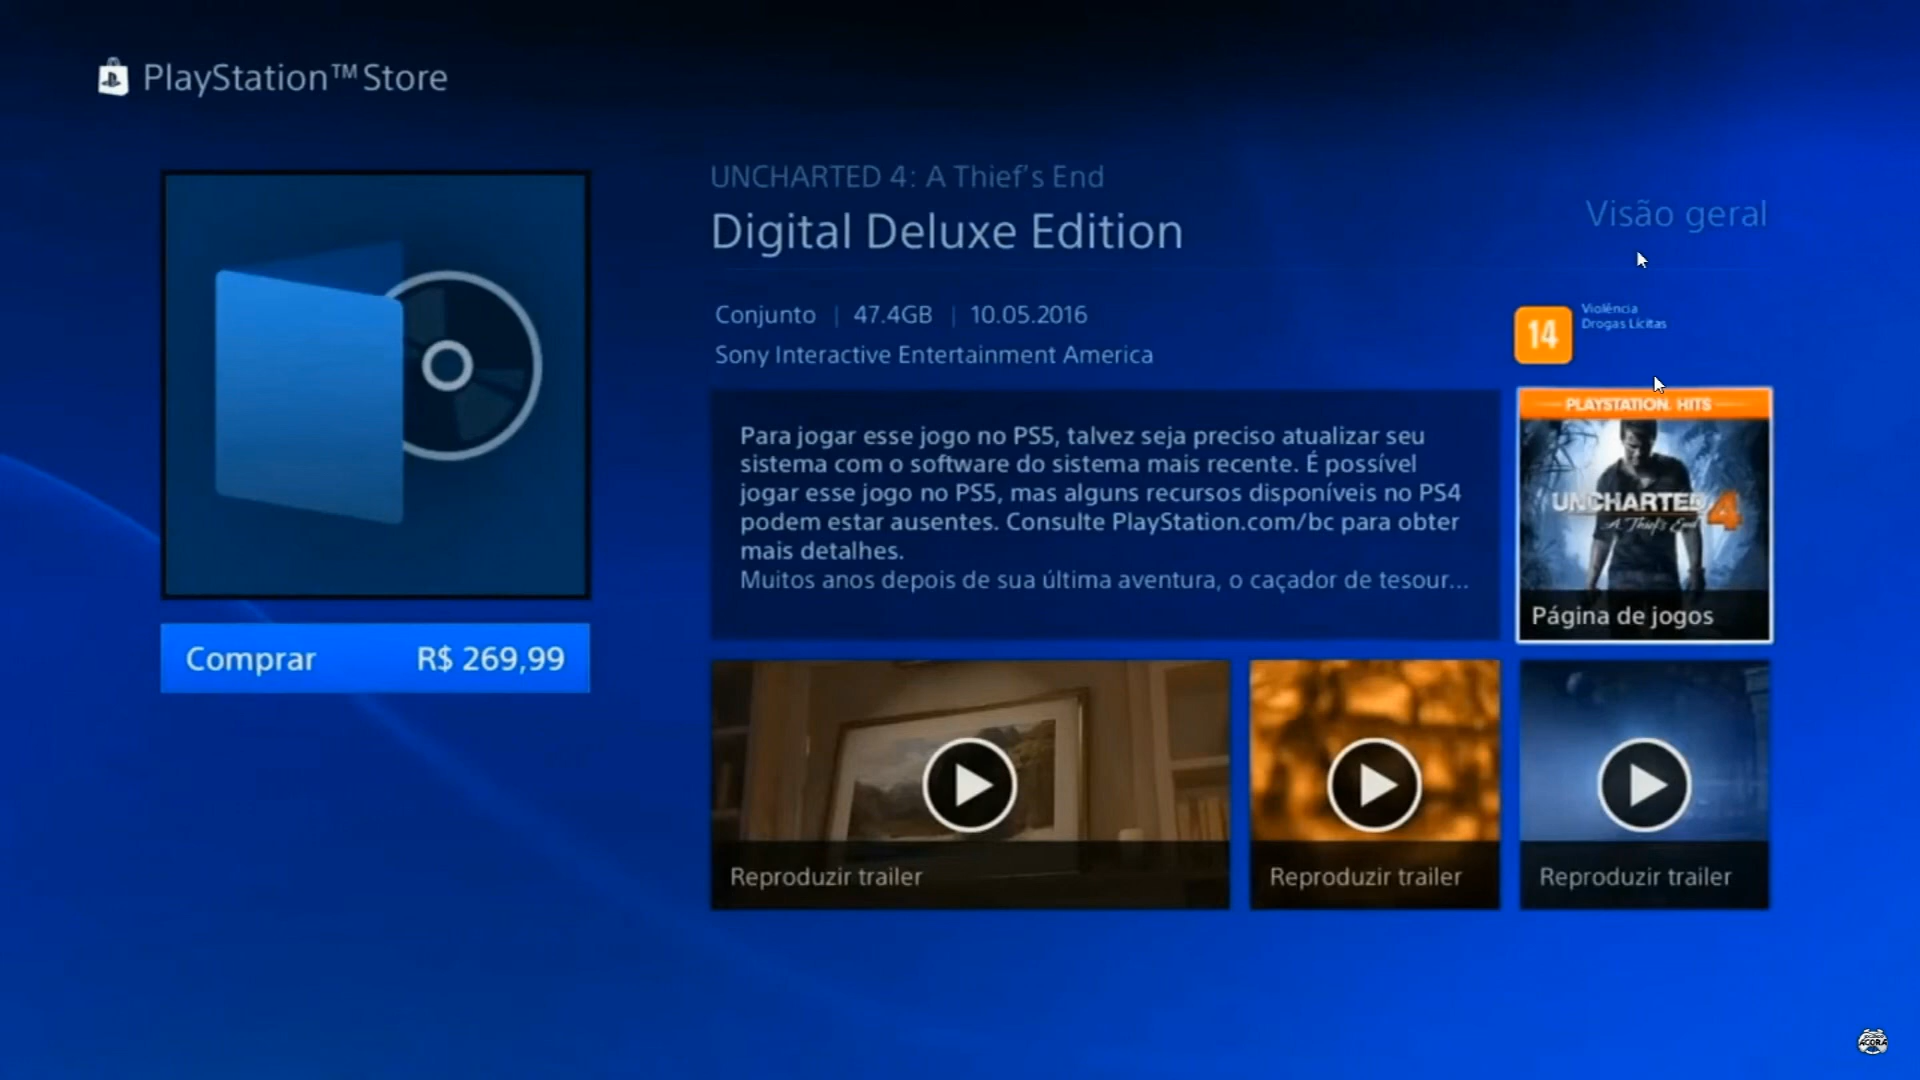 PlayStation™Store
UNCHARTED 4: A Thief's End
Digital Deluxe Edition
Visão geral
Conjunto | 47.4GB | 10.05.2016
Sony Interactive Entertainment America
14
Violência
Drogas Lícitas
Para jogar esse jogo no PS5, talvez seja preciso atualizar seu
sistema com o software do sistema mais recente. É possível
jogar esse jogo no PS5, mas alguns recursos disponíveis no PS4
podem estar ausentes. Consulte PlayStation.com/bc para obter
mais detalhes.
Muitos anos depois de sua última aventura, o caçador de tesour...
PLAYSTATION. HITS
UNCHARTED 4
A Thief's End
Página de jogos
Comprar R$ 269,99
Reproduzir trailer
Reproduzir trailer
Reproduzir trailer
AGORA